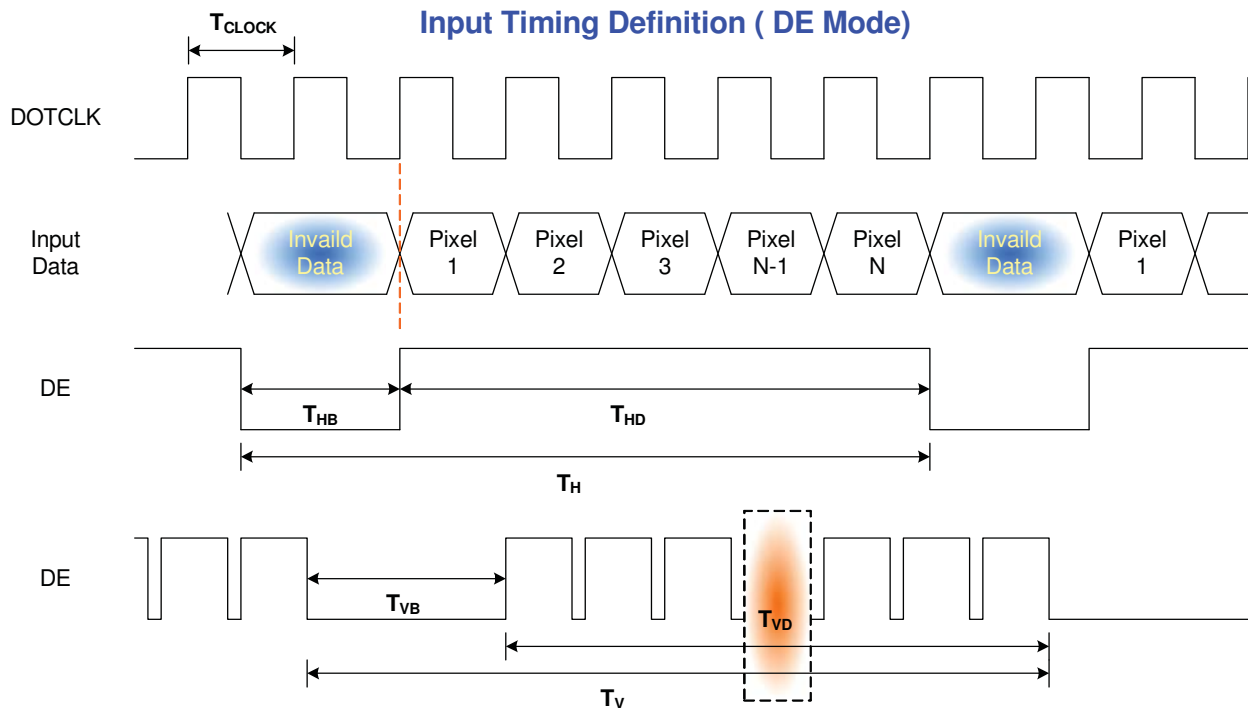 Input Timing Definition ( DE Mode)
TCLOCK
DOTCLK
Input
Data
Invaild
Data
Pixel
1
Pixel
2
Pixel
3
Pixel
N-1
Pixel
N
Invaild
Data
Pixel
1
DE
THB
THD
TH
DE
TVB
TVD
TV